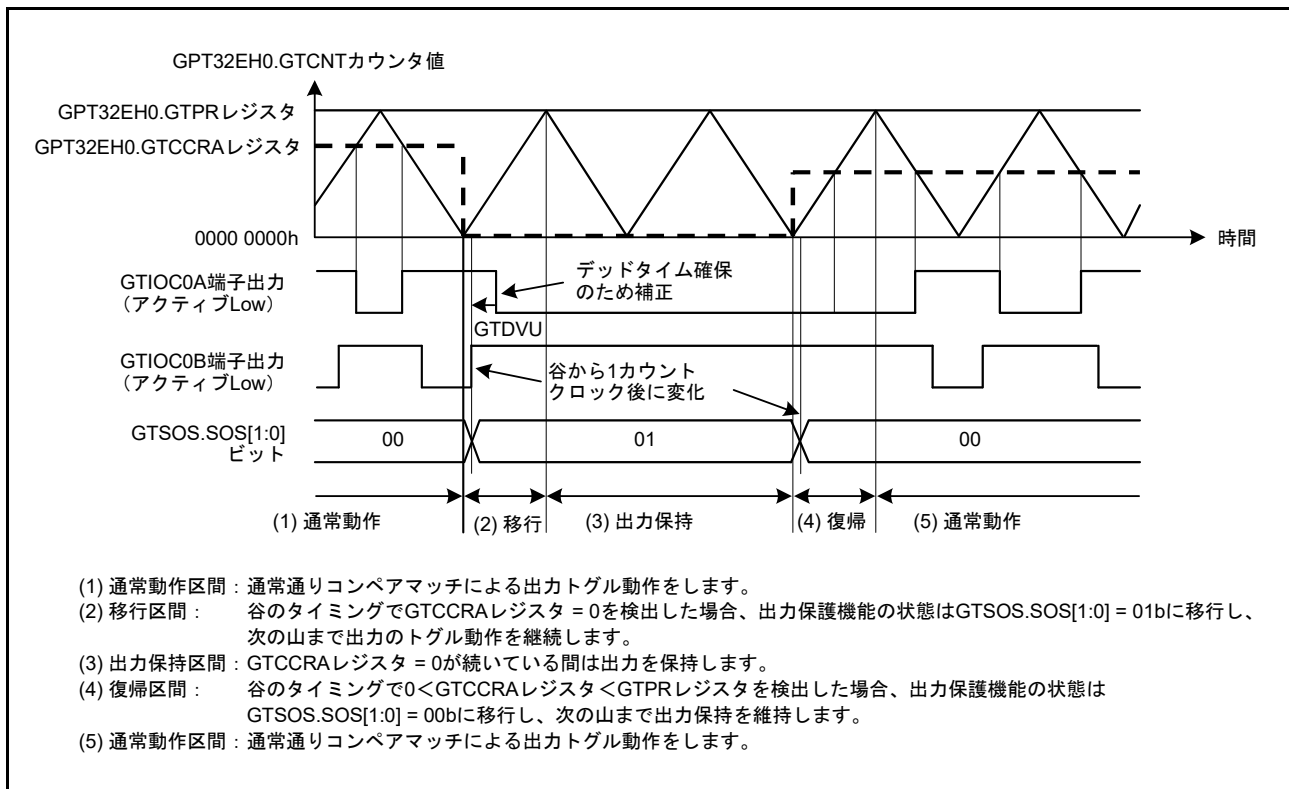 GPT32EH0.GTCNTカウンタ値
GPT32EH0.GTPRレジスタ
GPT32EH0.GTCCRAレジスタ
0000 0000h
時間
GTIOC0A端子出力
（アクティブLow）
デッドタイム確保
のため補正
GTDVU
GTIOC0B端子出力
（アクティブLow）
谷から1カウント
クロック後に変化
GTSOS.SOS[1:0]
ビット
00
01
00
(1) 通常動作
(2) 移行
(3) 出力保持
(4) 復帰
(5) 通常動作
(1) 通常動作区間：通常通りコンペアマッチによる出力トグル動作をします。
(2) 移行区間： 谷のタイミングでGTCCRAレジスタ = 0を検出した場合、出力保護機能の状態はGTSOS.SOS[1:0] = 01bに移行し、
次の山まで出力のトグル動作を継続します。
(3) 出力保持区間：GTCCRAレジスタ = 0が続いている間は出力を保持します。
(4) 復帰区間： 谷のタイミングで0＜GTCCRAレジスタ＜GTPRレジスタを検出した場合、出力保護機能の状態は
GTSOS.SOS[1:0] = 00bに移行し、次の山まで出力保持を維持します。
(5) 通常動作区間：通常通りコンペアマッチによる出力トグル動作をします。